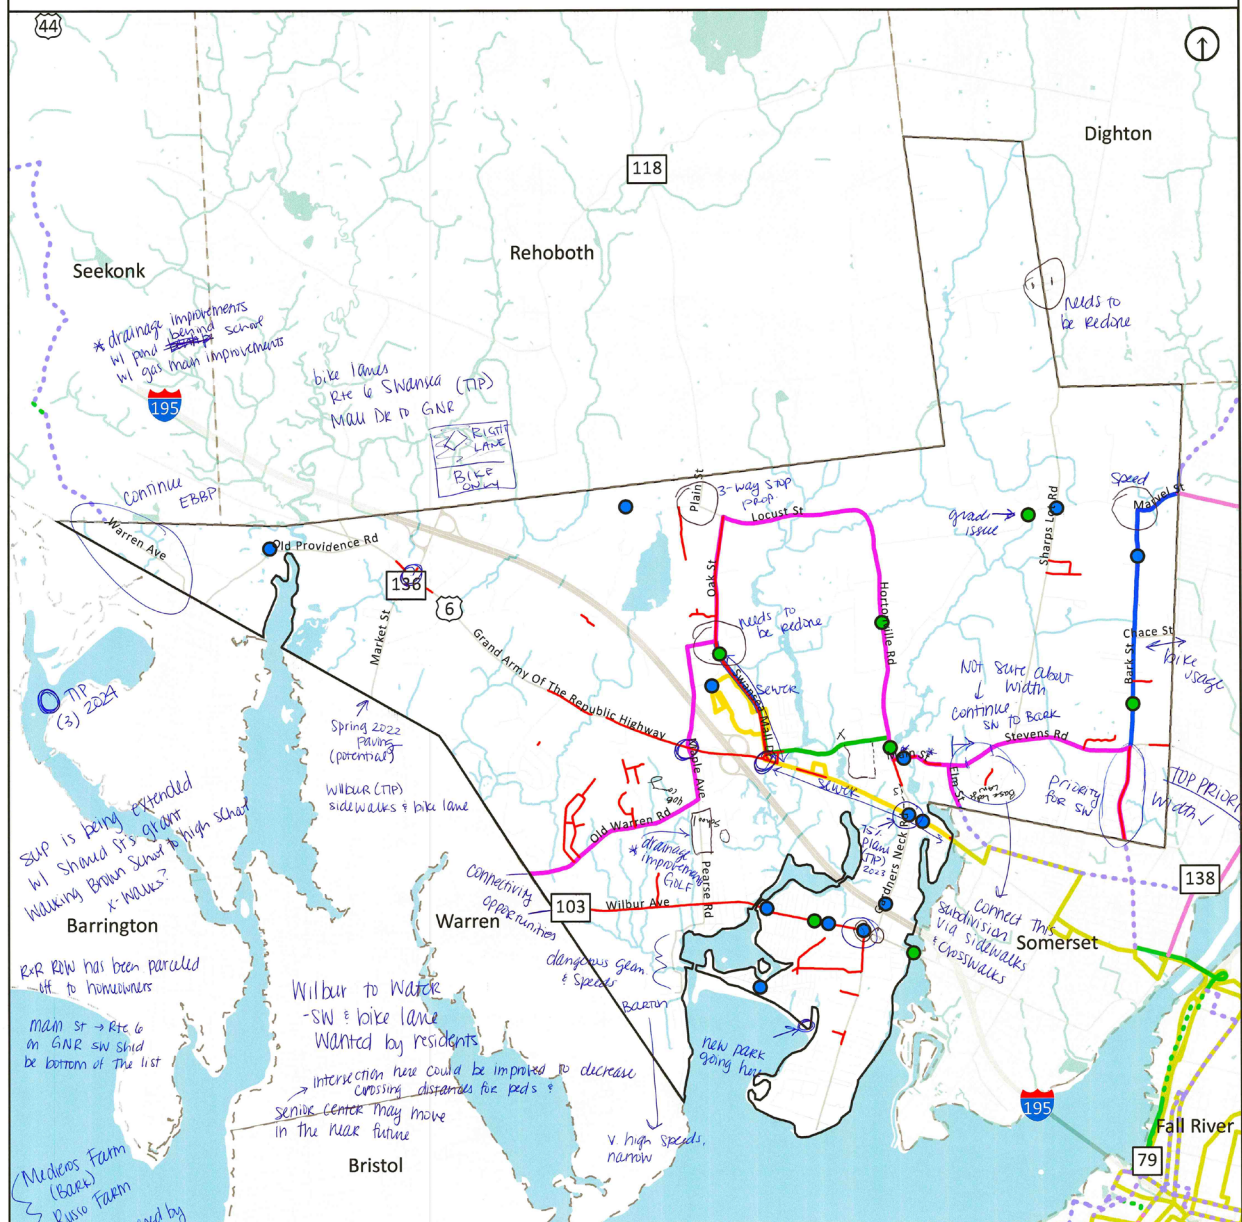 44
Dighton
118
Rehoboth
Seekonk
* drainage improvements
w/ pond behind school
w/ gas main improvements
195
bike lanes
Rte 6 Swansea (TIP)
Mall DR to GNR
RIGHT
LANE
BIKE
ONLY
needs to
be redone
continue
EBBP
Warren Ave
Old Providence Rd
136
6
Market St
Grand Army Of The Republic Highway
Plain St
3-way stop
prop.
Locust St
Oak St
needs to
be redone
Hortonville Rd
Swansea Mall Dr
sewer
sewer
speed
Marvel St
grade
issue
Sharps Lot Rd
Chace St
Bark St
bike
usage
Not sure about
width
continue
SW to Bark
Stevens Rd
Elm St
priority
for SW
TOP PRIORI
width ✓
TIP
(3) 2024
Spring 2022
paving
(potential)
Wilbur (TIP)
sidewalks & bike lane
Maple Ave
Old Warren Rd
school
* drainage
improvement
GOLF
Pearse Rd
TSI
plan
(TIP)
2023
Gardners Neck Rd
138
SUP is being extended
w/ Shared Sts grant
Walking Brown School to high school
x-walks?
Barrington
connectivity
opportunities
103
Wilbur Ave
Warren
connect this
subdivision
via sidewalks
& crosswalks
Somerset
dangerous geom
& speeds
BARTON
RxR ROW has been parceled
off to homeowners
Wilbur to Water
-SW & bike lane
wanted by residents
main st → Rte 6
on GNR SW shld
be bottom of the list
new park
going here
intersection here could be improved to decrease
crossing distances for peds &
senior center may move
in the near future
195
v. high speeds,
narrow
Fall River
79
Bristol
Medieros Farm
(BARK)
Russo Farm